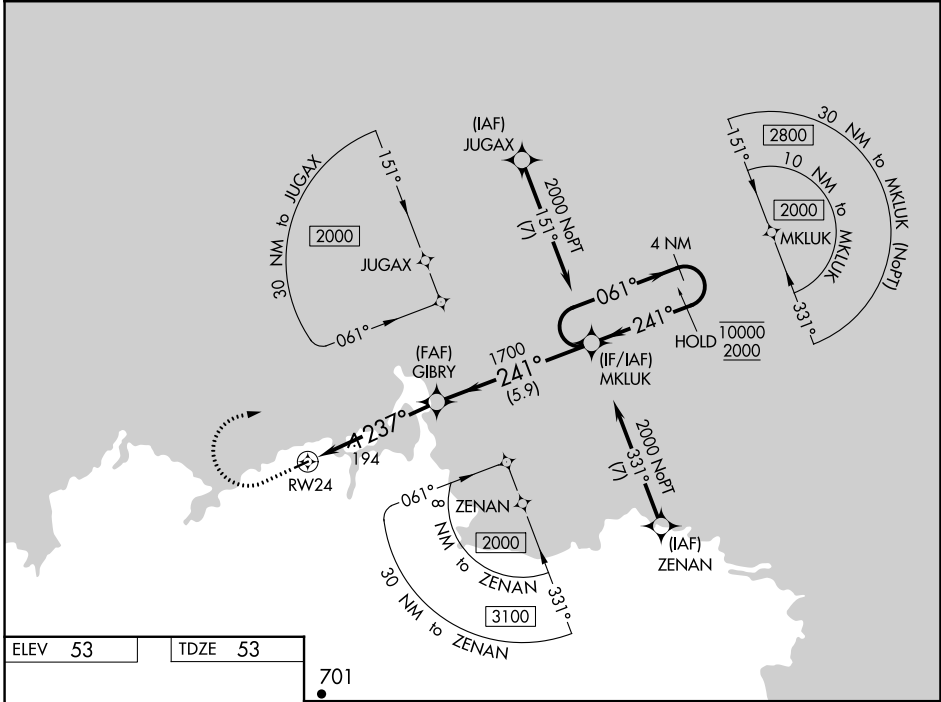 (IAF)
JUGAX
2000 NoPT
151°
(7)
30 NM to JUGAX
151°
2000
JUGAX
061°
30 NM to MKLUK (NoPT)
2800
151°
10 NM to MKLUK
2000
MKLUK
331°
4 NM
061°
241°
HOLD
10000
2000
(IF/IAF)
MKLUK
1700
241°
(5.9)
(FAF)
GIBRY
237°
194
RW24
2000 NoPT
331°
(7)
(IAF)
ZENAN
061°
ZENAN
8 NM to ZENAN
2000
331°
3100
30 NM to ZENAN
ELEV 53
TDZE 53
701